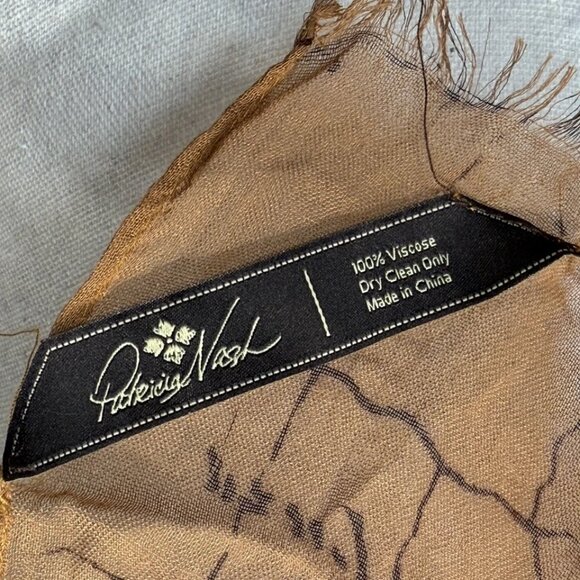 Patricia Nash
100% Viscose
Dry Clean Only
Made in China